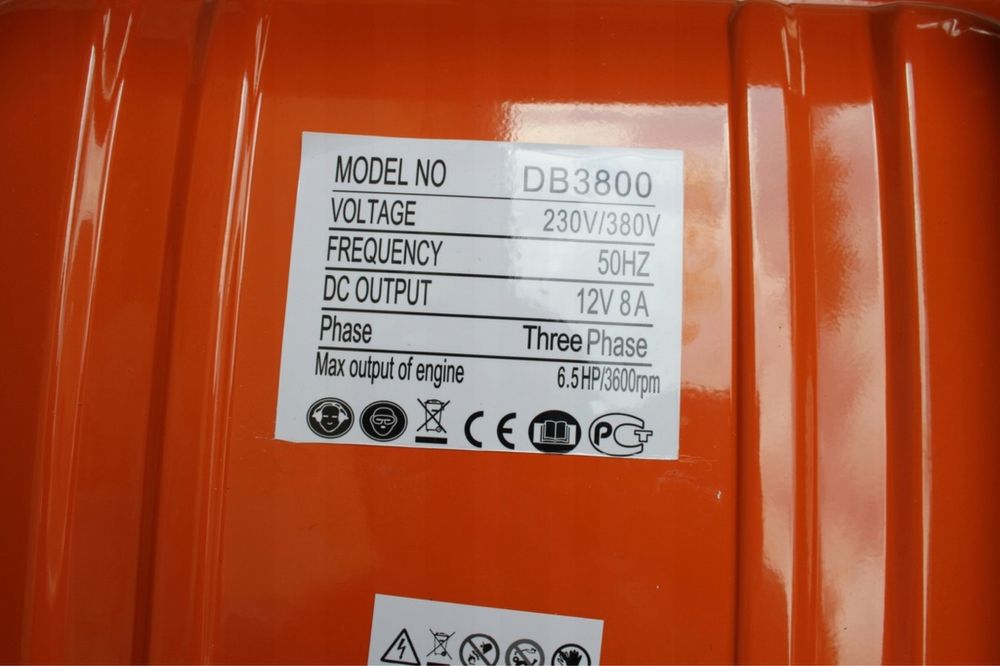 MODEL NO DB3800
VOLTAGE 230V/380V
FREQUENCY 50HZ
DC OUTPUT 12V 8A
Phase Three Phase
Max output of engine 6.5HP/3600rpm
CE PCT